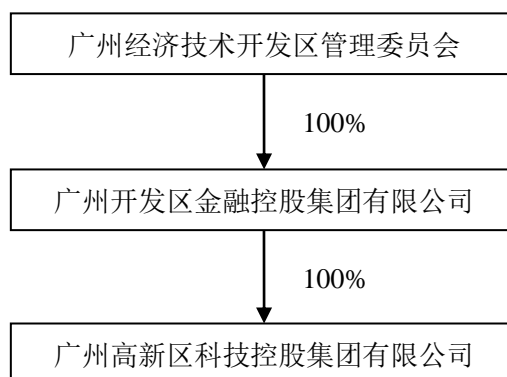 广州经济技术开发区管理委员会
100%
广州开发区金融控股集团有限公司
100%
广州高新区科技控股集团有限公司